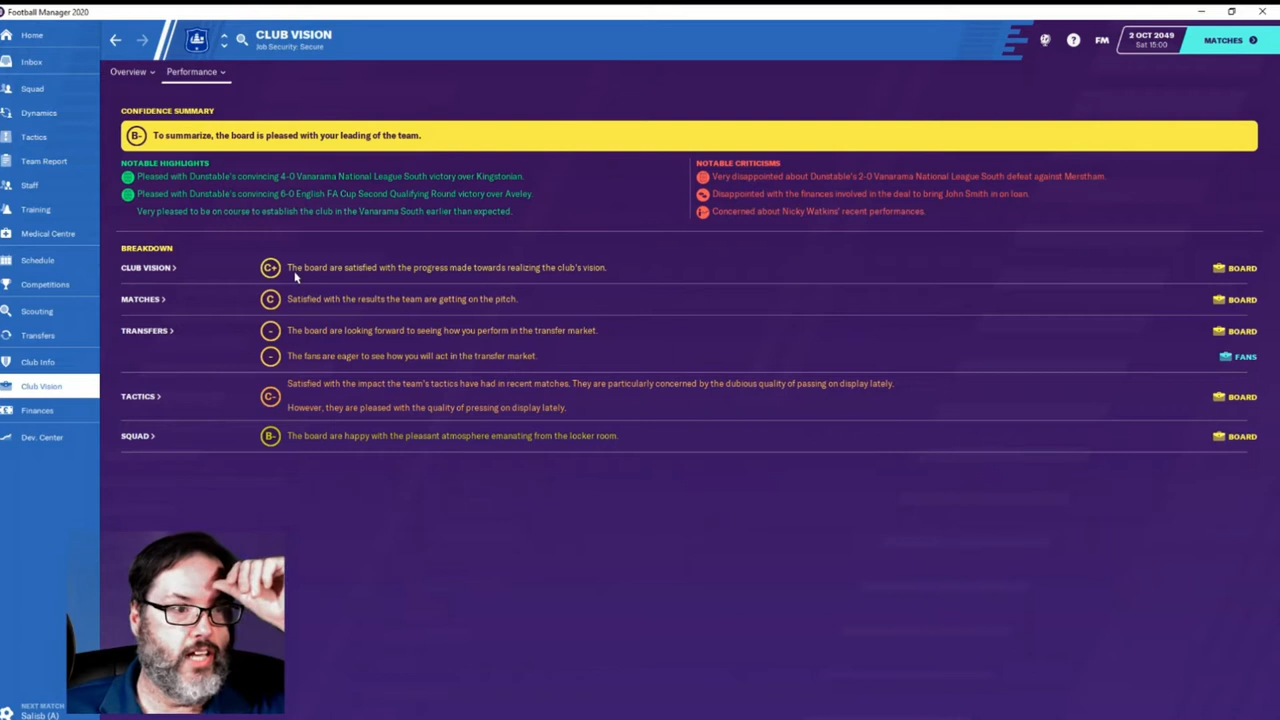 Football Manager 2020
Home
Inbox
Squad
Dynamics
Tactics
Team Report
Staff
Training
Medical Centre
Schedule
Competitions
Scouting
Transfers
Club Info
Club Vision
Finances
Dev. Center
NEXT MATCH
Salisb (A)
CLUB VISION
Job Security: Secure
? FM 2 OCT 2049 MATCHES
Sat 15:00
Overview Performance
CONFIDENCE SUMMARY
B- To summarize, the board is pleased with your leading of the team.
NOTABLE HIGHLIGHTS
Pleased with Dunstable's convincing 4-0 Vanarama National League South victory over Kingstonian.
Pleased with Dunstable's convincing 6-0 English FA Cup Second Qualifying Round victory over Aveley.
Very pleased to be on course to establish the club in the Vanarama South earlier than expected.
NOTABLE CRITICISMS
Very disappointed about Dunstable's 2-0 Vanarama National League South defeat against Merstham.
Disappointed with the finances involved in the deal to bring John Smith in on loan.
Concerned about Nicky Watkins' recent performances.
BREAKDOWN
CLUB VISION > C+ The board are satisfied with the progress made towards realizing the club's vision. BOARD
MATCHES > C Satisfied with the results the team are getting on the pitch. BOARD
TRANSFERS > - The board are looking forward to seeing how you perform in the transfer market. BOARD
- The fans are eager to see how you will act in the transfer market. FANS
Satisfied with the impact the team's tactics have had in recent matches. They are particularly concerned by the dubious quality of passing on display lately.
TACTICS > C- BOARD
However, they are pleased with the quality of pressing on display lately.
SQUAD > B- The board are happy with the pleasant atmosphere emanating from the locker room. BOARD